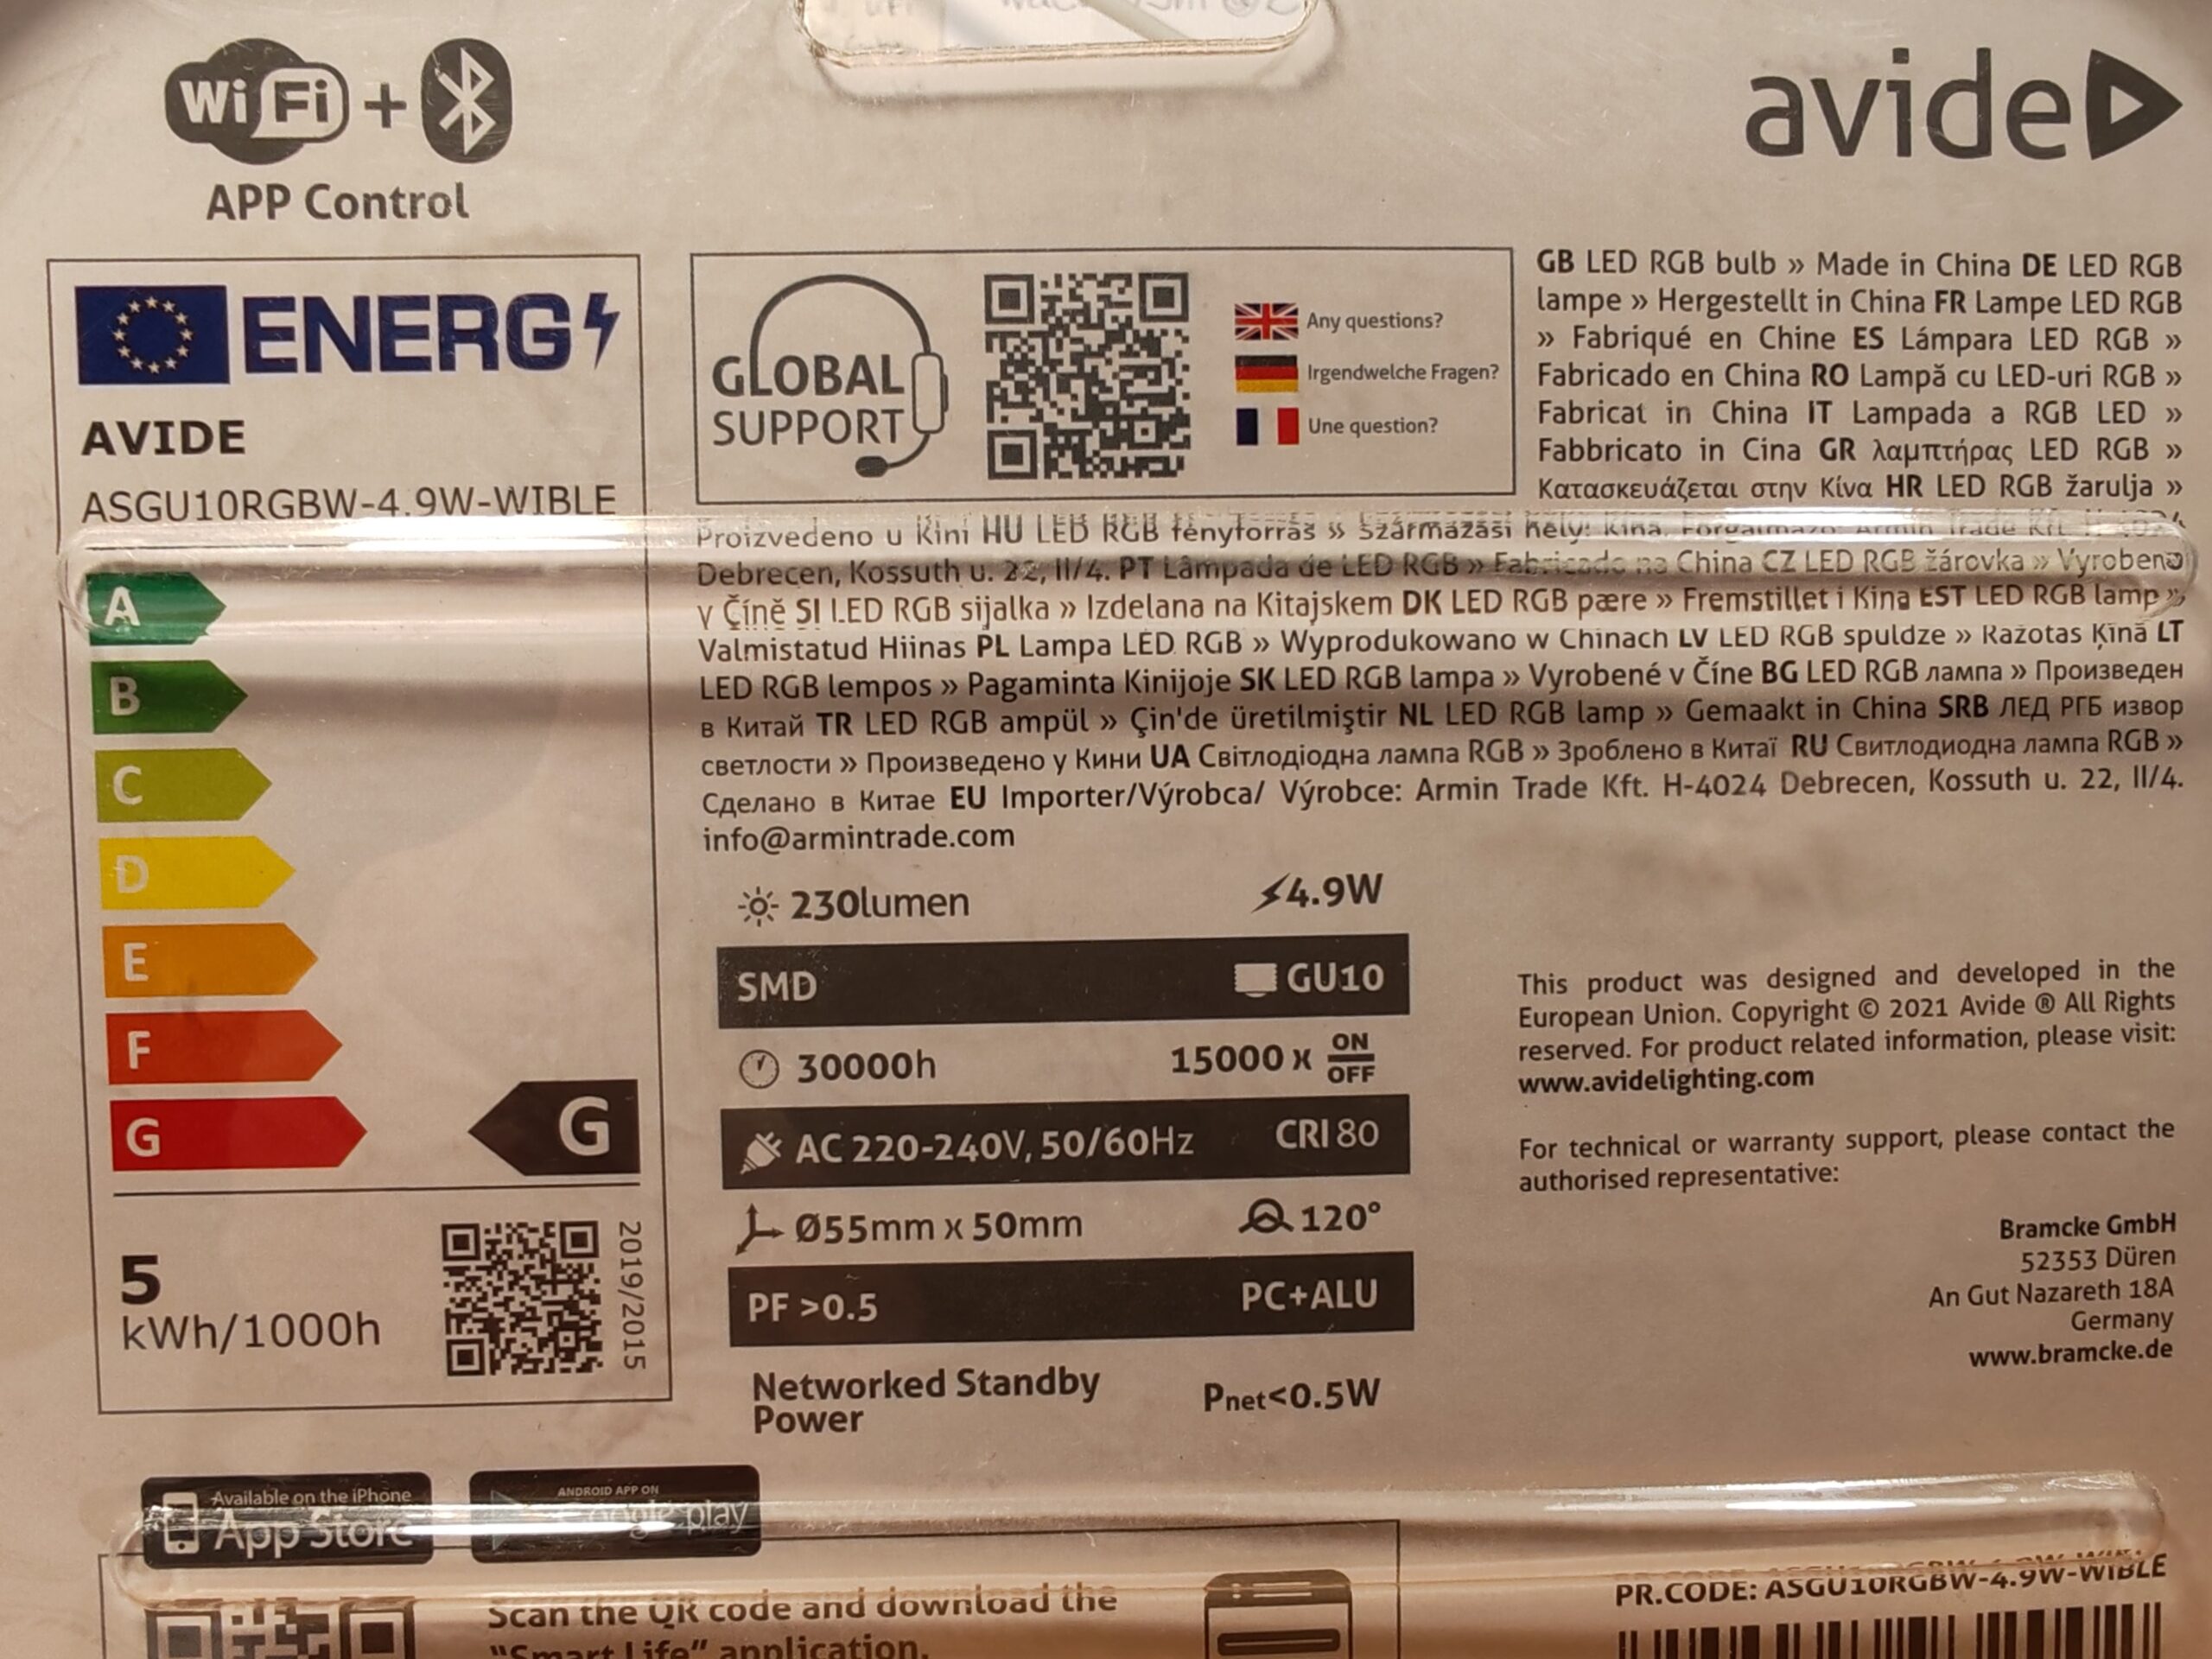 WiFi + 
APP Control
avide
ENERG
AVIDE
ASGU10RGBW-4.9W-WIBLE
A
B
C
D
E
F
G
G
5
kWh/1000h
2019/2015
GLOBAL
SUPPORT
Any questions?
Irgendwelche Fragen?
Une question?
GB LED RGB bulb » Made in China DE LED RGB
lampe » Hergestellt in China FR Lampe LED RGB
» Fabriqué en Chine ES Lámpara LED RGB »
Fabricado en China RO Lampă cu LED-uri RGB »
Fabricat in China IT Lampada a RGB LED »
Fabbricato in Cina GR λαμπτήρας LED RGB »
Κατασκευάζεται στην Κίνα HR LED RGB žarulja »
Proizvedeno u Kini HU LED RGB fényforrás » Származási hely: Kína. Forgalmazó: Armin Trade Kft. H-4024
Debrecen, Kossuth u. 22, II/4. PT Lâmpada de LED RGB » Fabricado na China CZ LED RGB žárovka » Vyrobeno
v Číně SI LED RGB sijalka » Izdelana na Kitajskem DK LED RGB pære » Fremstillet i Kina EST LED RGB lamp »
Valmistatud Hiinas PL Lampa LED RGB » Wyprodukowano w Chinach LV LED RGB spuldze » Ražotas Ķīnā LT
LED RGB lempos » Pagaminta Kinijoje SK LED RGB lampa » Vyrobené v Číne BG LED RGB лампа » Произведен
в Китай TR LED RGB ampül » Çin'de üretilmiştir NL LED RGB lamp » Gemaakt in China SRB ЛЕД РГБ извор
светлости » Произведено у Кини UA Світлодіодна лампа RGB » Зроблено в Китаї RU Свитлодиодна лампа RGB »
Сделано в Китае EU Importer/Výrobca/ Výrobce: Armin Trade Kft. H-4024 Debrecen, Kossuth u. 22, II/4.
info@armintrade.com
230lumen 4.9W
SMD GU10
30000h 15000 x ON OFF
AC 220-240V, 50/60Hz CRI 80
Ø55mm x 50mm 120°
PF >0.5 PC+ALU
Networked Standby
Power
Pnet<0.5W
This product was designed and developed in the
European Union. Copyright © 2021 Avide ® All Rights
reserved. For product related information, please visit:
www.avidelighting.com
For technical or warranty support, please contact the
authorised representative:
Bramcke GmbH
52353 Düren
An Gut Nazareth 18A
Germany
www.bramcke.de
Available on the iPhone
App Store
ANDROID APP ON
Google play
Scan the QR code and download the
"Smart Life" application.
PR.CODE: ASGU10RGBW-4.9W-WIBLE